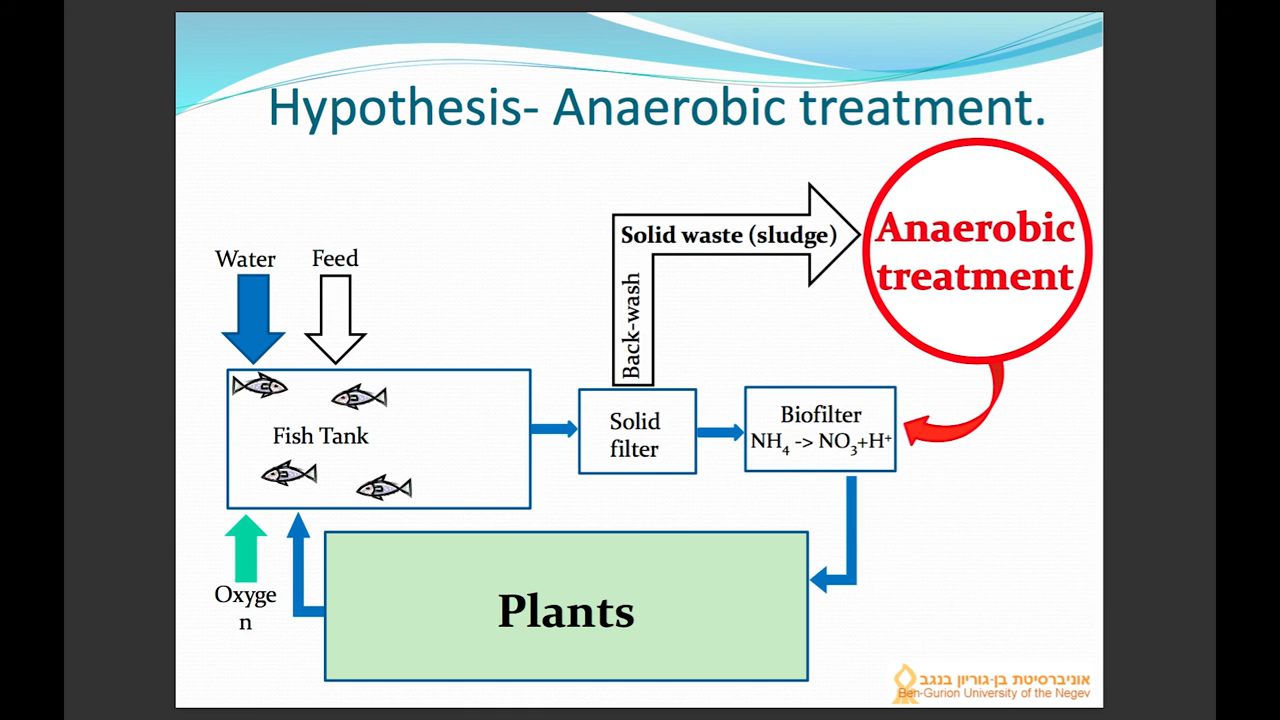 Hypothesis- Anaerobic treatment.
Anaerobic
treatment
Solid waste (sludge)
Back-wash
Water
Feed
Fish Tank
Solid
filter
Biofilter
NH₄ -> NO₃+H⁺
Oxyge
n
Plants
אוניברסיטת בן-גוריון בנגב
Ben-Gurion University of the Negev